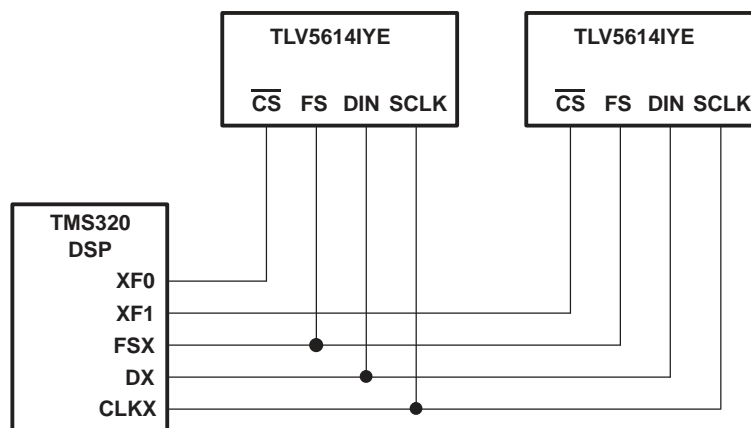 TLV5614IYE
CS FS DIN SCLK
TLV5614IYE
CS FS DIN SCLK
TMS320
DSP
XF0
XF1
FSX
DX
CLKX